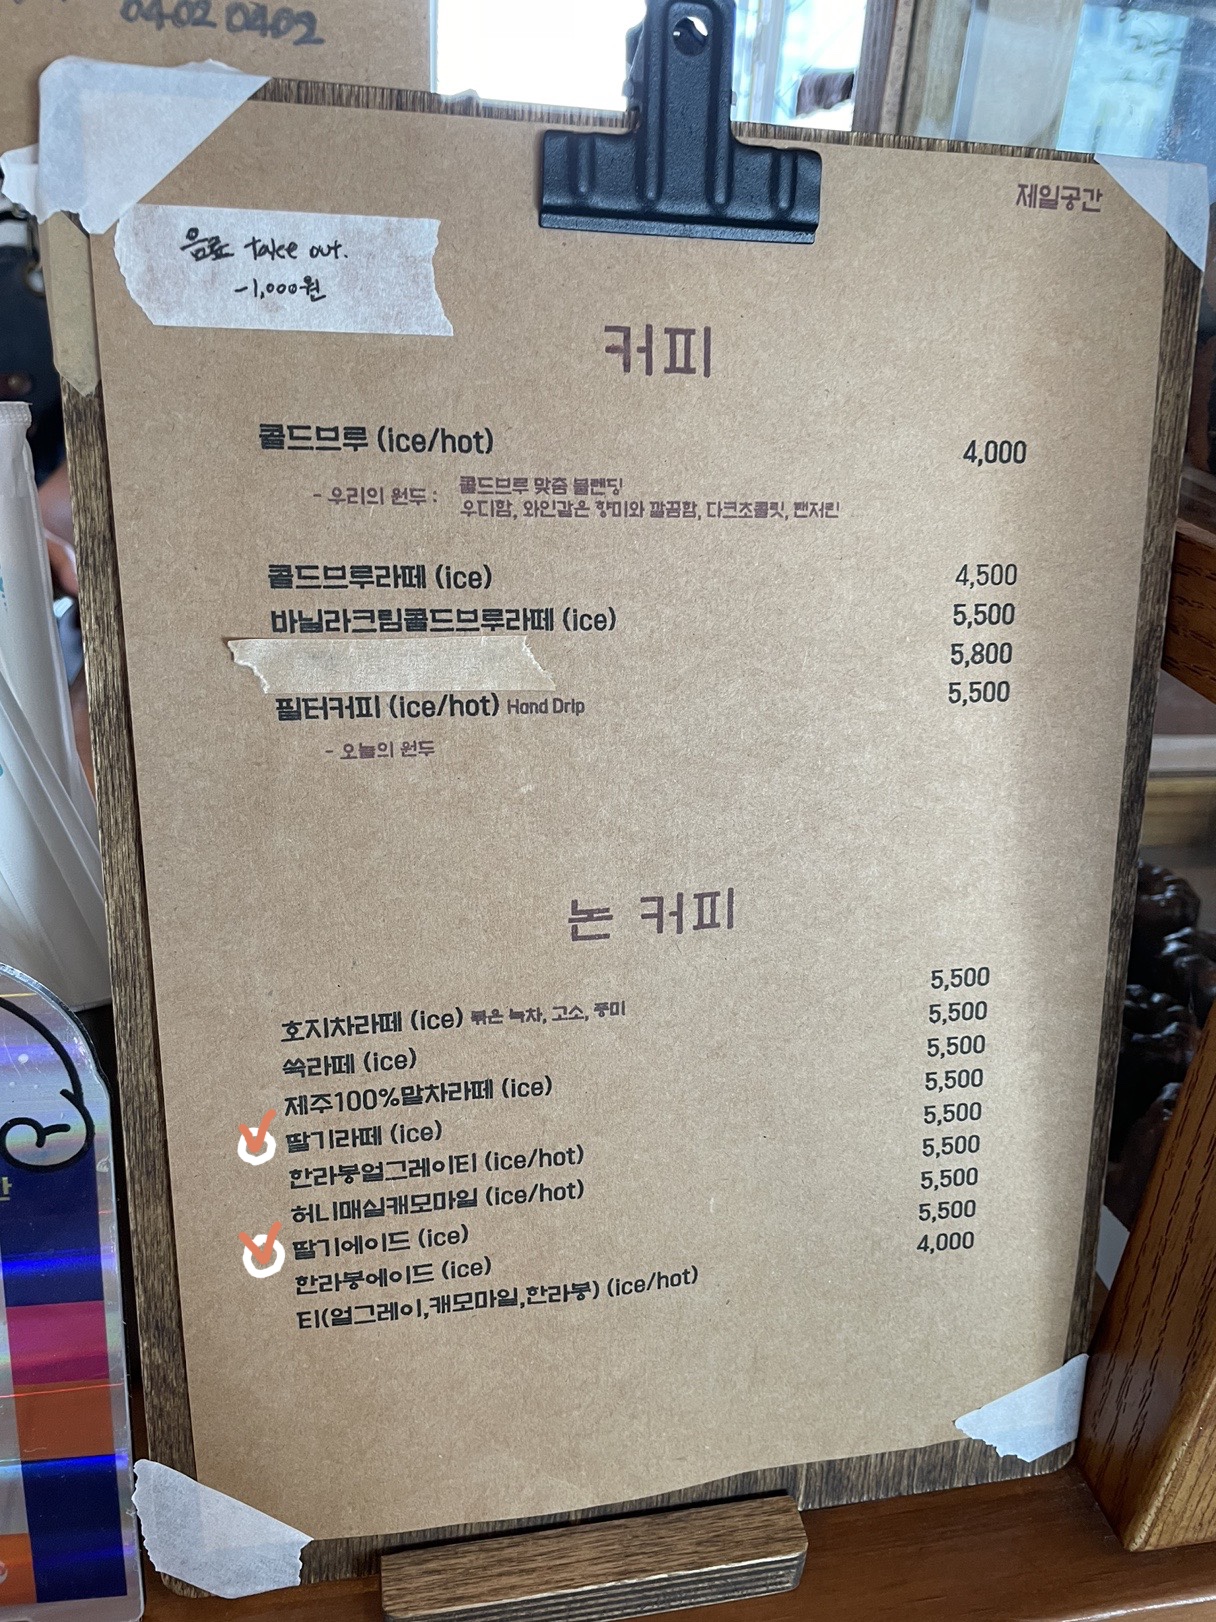 0402 0402
제일공간
음료 take out.
-1,000원
커피
콜드브루 (ice/hot) 4,000
- 우리의 원두 : 콜드브루 맞춤 블렌딩
우디함, 와인같은 향미와 깔끔함, 다크초콜릿, 탠저린
콜드브루라떼 (ice) 4,500
바닐라크림콜드브루라떼 (ice) 5,500
5,800
필터커피 (ice/hot) Hand Drip 5,500
- 오늘의 원두
논 커피
호지차라떼 (ice) 볶은 녹차, 고소, 풍미 5,500
쑥라떼 (ice) 5,500
제주100%말차라떼 (ice) 5,500
딸기라떼 (ice) 5,500
한라봉얼그레이티 (ice/hot) 5,500
허니매실캐모마일 (ice/hot) 5,500
딸기에이드 (ice) 5,500
한라봉에이드 (ice) 5,500
티(얼그레이,캐모마일,한라봉) (ice/hot) 4,000